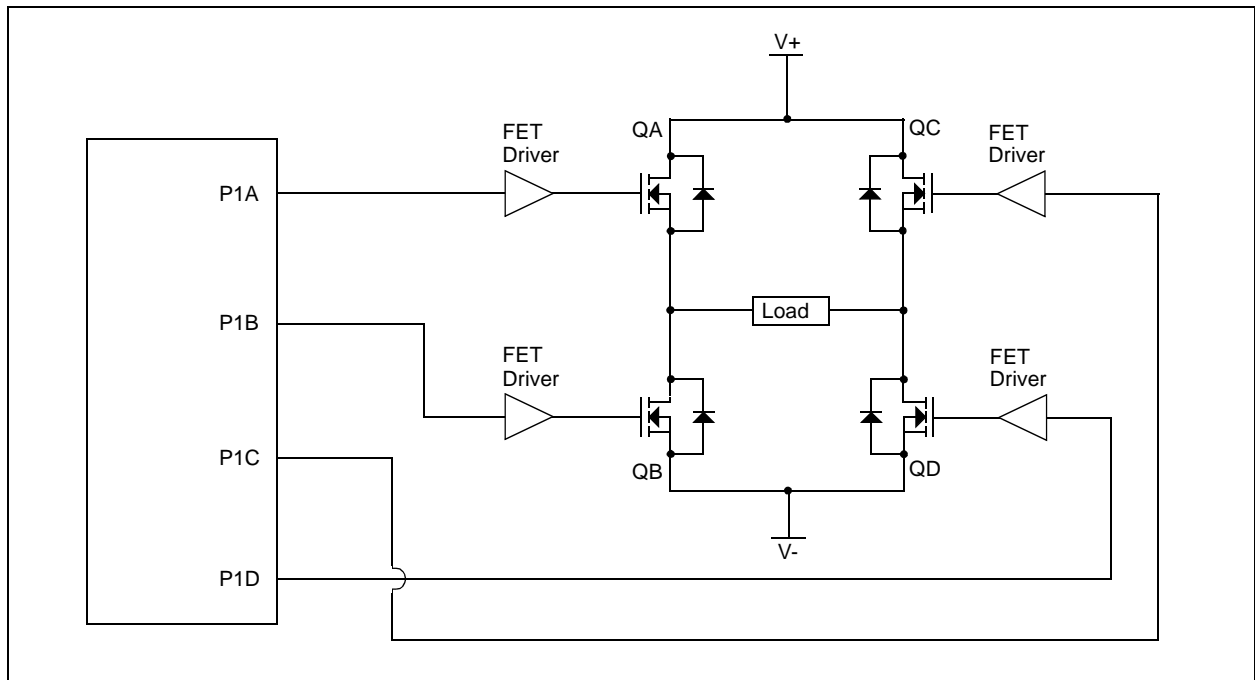 V+
FET
Driver
QA
QC
FET
Driver
P1A
P1B
Load
FET
Driver
FET
Driver
P1C
QB
QD
V-
P1D